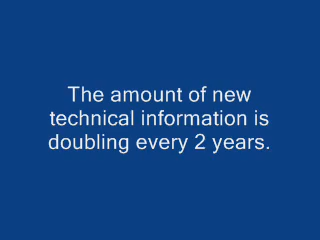 The amount of new
technical information is
doubling every 2 years.